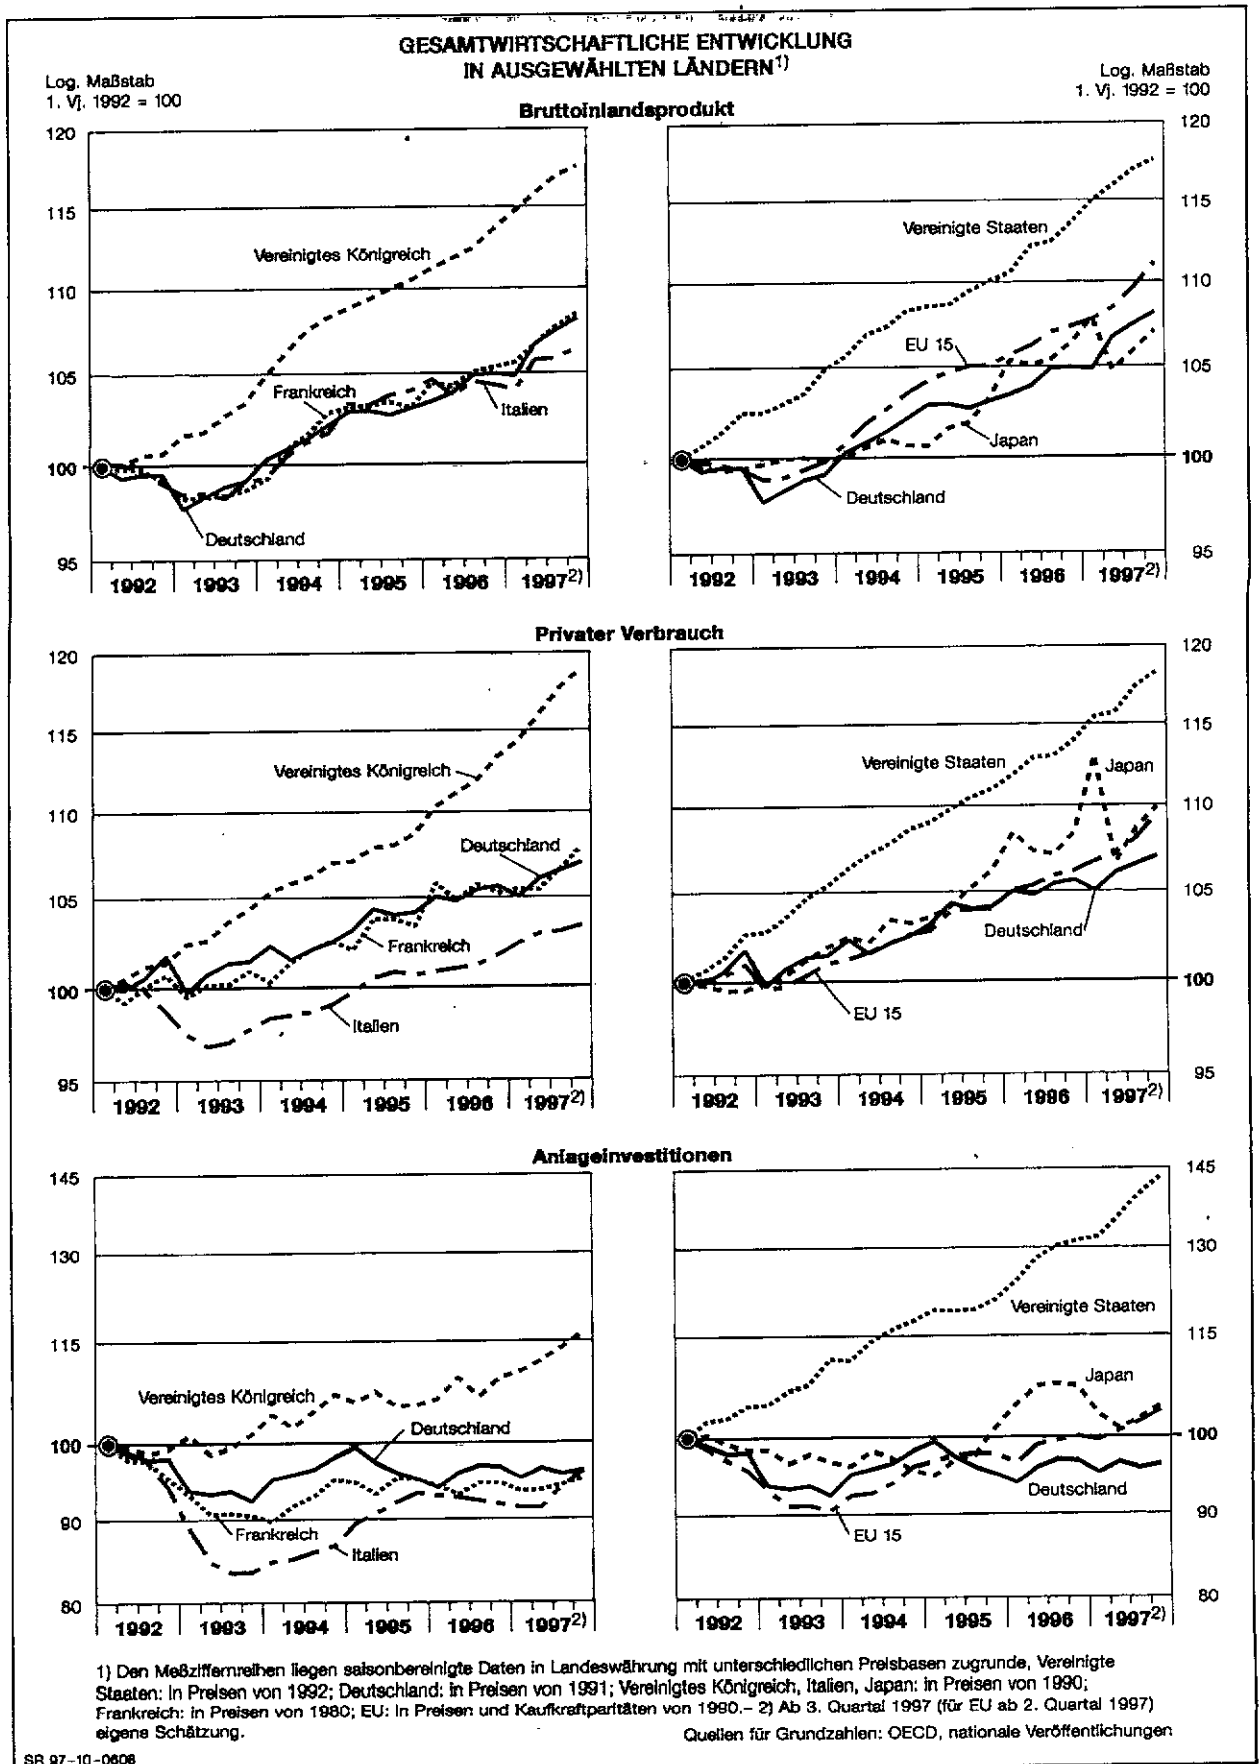 GESAMTWIRTSCHAFTLICHE ENTWICKLUNG
IN AUSGEWÄHLTEN LÄNDERN1)
Log. Maßstab
1. Vj. 1992 = 100
Log. Maßstab
1. Vj. 1992 = 100
Bruttoinlandsprodukt
120
115
110
105
100
95
Vereinigtes Königreich
Frankreich
Italien
Deutschland
1992 1993 1994 1995 1996 19972)
120
115
110
105
100
95
Vereinigte Staaten
EU 15
Japan
Deutschland
1992 1993 1994 1995 1996 19972)
Privater Verbrauch
120
115
110
105
100
95
Vereinigtes Königreich
Deutschland
Frankreich
Italien
1992 1993 1994 1995 1996 19972)
120
115
110
105
100
95
Vereinigte Staaten
Japan
Deutschland
EU 15
1992 1993 1994 1995 1996 19972)
Anlageinvestitionen
145
130
115
100
90
80
Vereinigtes Königreich
Deutschland
Frankreich
Italien
1992 1993 1994 1995 1996 19972)
145
130
115
100
90
80
Vereinigte Staaten
Japan
Deutschland
EU 15
1992 1993 1994 1995 1996 19972)
1) Den Meßziffernreihen liegen saisonbereinigte Daten in Landeswährung mit unterschiedlichen Preisbasen zugrunde, Vereinigte
Staaten: in Preisen von 1992; Deutschland: in Preisen von 1991; Vereinigtes Königreich, Italien, Japan: in Preisen von 1990;
Frankreich: in Preisen von 1980; EU: in Preisen und Kaufkraftparitäten von 1990.– 2) Ab 3. Quartal 1997 (für EU ab 2. Quartal 1997)
eigene Schätzung.
Quellen für Grundzahlen: OECD, nationale Veröffentlichungen
SR 97-10-0606